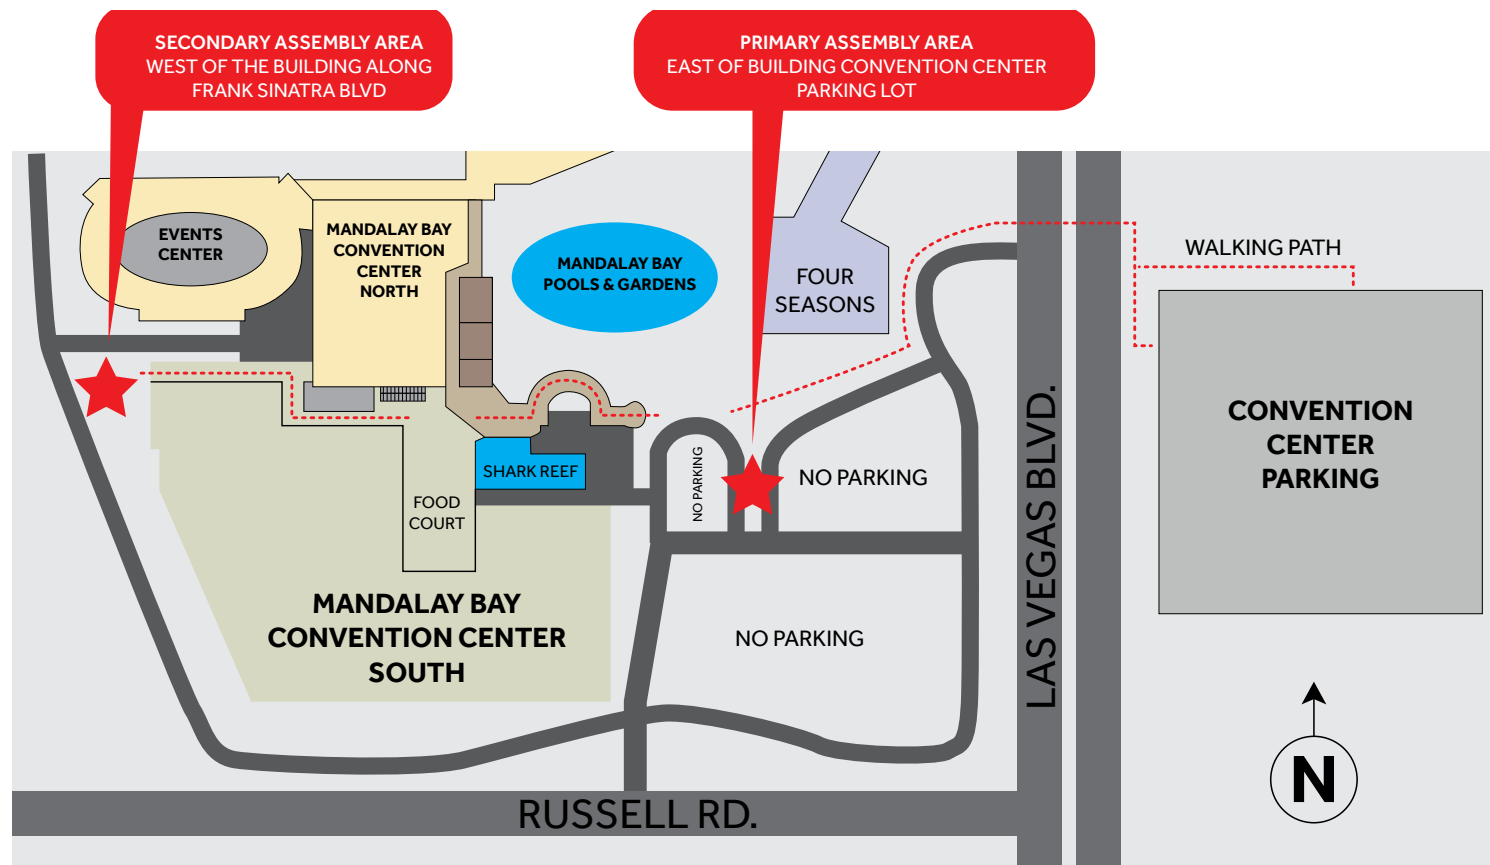 SECONDARY ASSEMBLY AREA
WEST OF THE BUILDING ALONG
FRANK SINATRA BLVD
PRIMARY ASSEMBLY AREA
EAST OF BUILDING CONVENTION CENTER
PARKING LOT
EVENTS
CENTER
MANDALAY BAY
CONVENTION
CENTER
NORTH
MANDALAY BAY
POOLS & GARDENS
FOUR
SEASONS
WALKING PATH
CONVENTION
CENTER
PARKING
SHARK REEF
FOOD
COURT
NO PARKING
NO PARKING
MANDALAY BAY
CONVENTION CENTER
SOUTH
NO PARKING
LAS VEGAS BLVD.
RUSSELL RD.
N